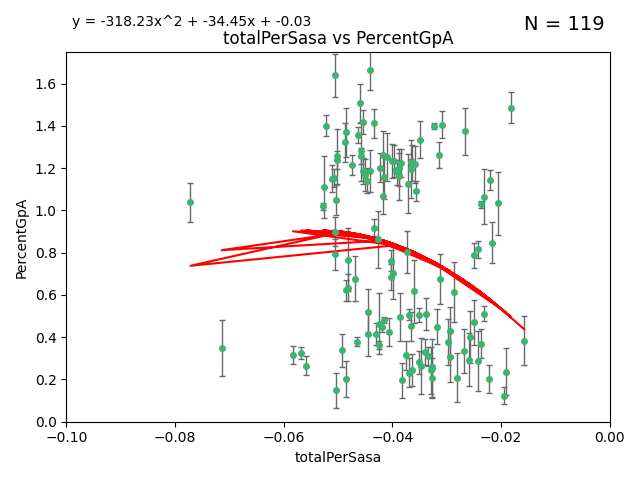 y = -318.23x^2 + -34.45x + -0.03
N = 119
totalPerSasa vs PercentGpA
PercentGpA
1.6
1.4
1.2
1.0
0.8
0.6
0.4
0.2
0.0
−0.10 −0.08 −0.06 −0.04 −0.02 0.00
totalPerSasa